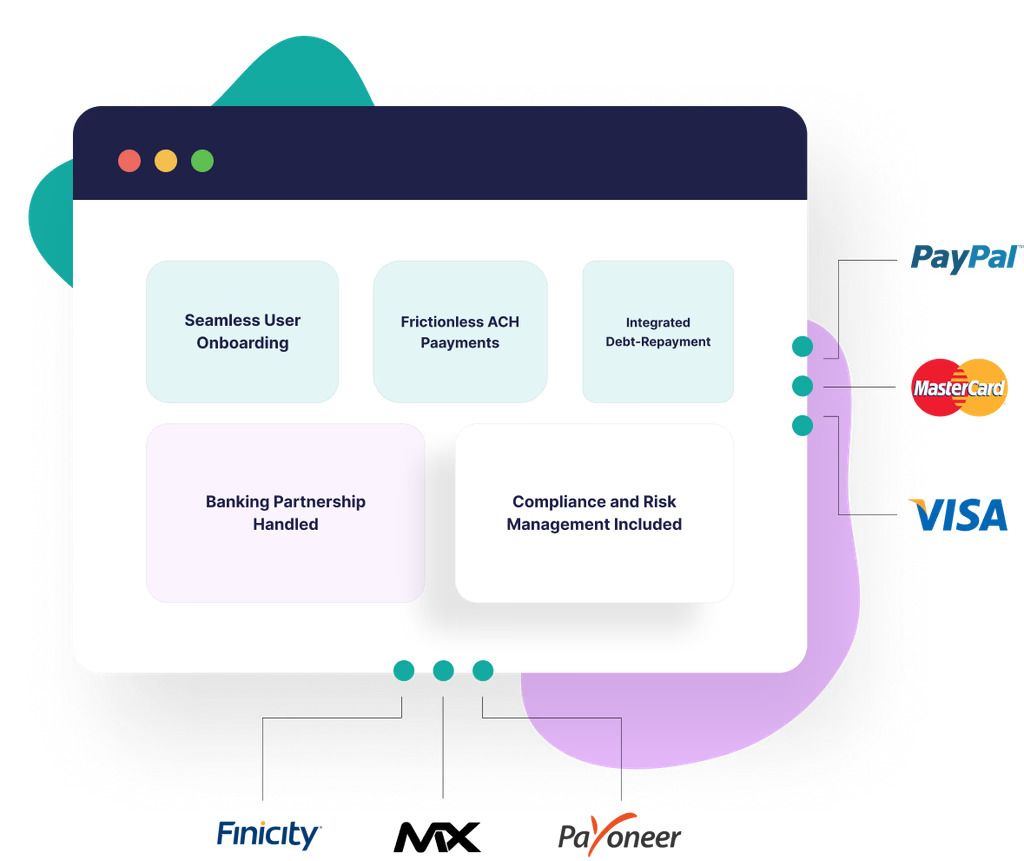 Seamless User
Onboarding
Frictionless ACH
Paayments
Integrated
Debt-Repayment
Banking Partnership
Handled
Compliance and Risk
Management Included
PayPal™
MasterCard
VISA
Finicity
MX
Payoneer